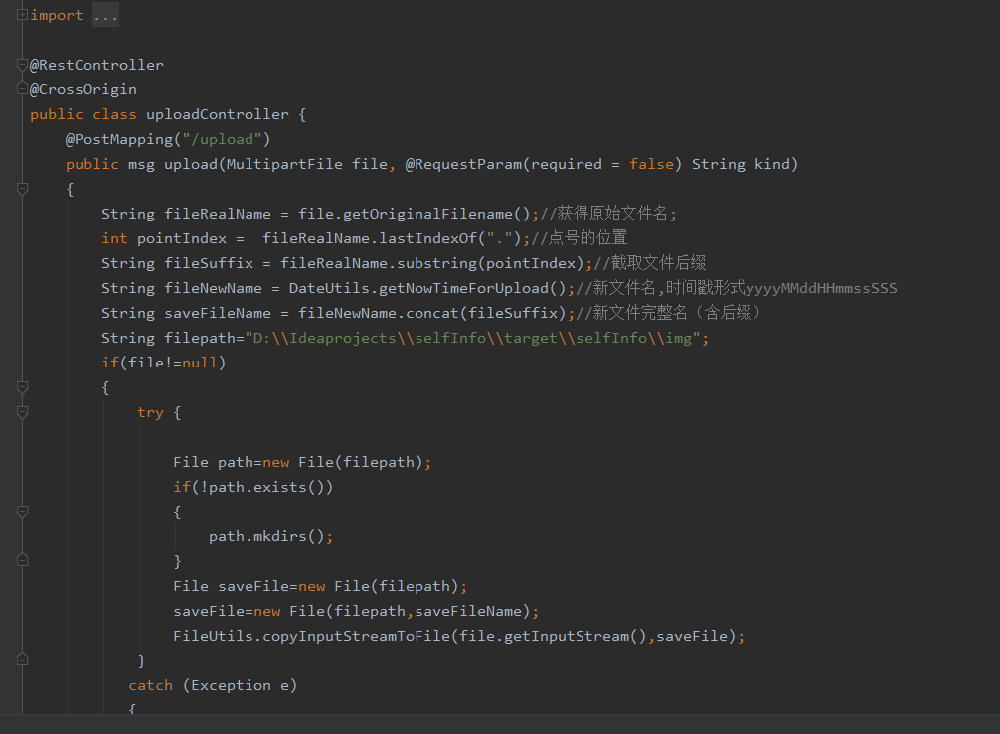 import ...
@RestController
@CrossOrigin
public class uploadController {
@PostMapping("/upload")
public msg upload(MultipartFile file, @RequestParam(required = false) String kind)
{
String fileRealName = file.getOriginalFilename();//获得原始文件名;
int pointIndex =  fileRealName.lastIndexOf(".");//点号的位置
String fileSuffix = fileRealName.substring(pointIndex);//截取文件后缀
String fileNewName = DateUtils.getNowTimeForUpload();//新文件名,时间戳形式yyyyMMddHHmmssSSS
String saveFileName = fileNewName.concat(fileSuffix);//新文件完整名（含后缀）
String filepath="D:\\Ideaprojects\\selfInfo\\target\\selfInfo\\img";
if(file!=null)
{
try {
File path=new File(filepath);
if(!path.exists())
{
path.mkdirs();
}
File saveFile=new File(filepath);
saveFile=new File(filepath,saveFileName);
FileUtils.copyInputStreamToFile(file.getInputStream(),saveFile);
}
catch (Exception e)
{